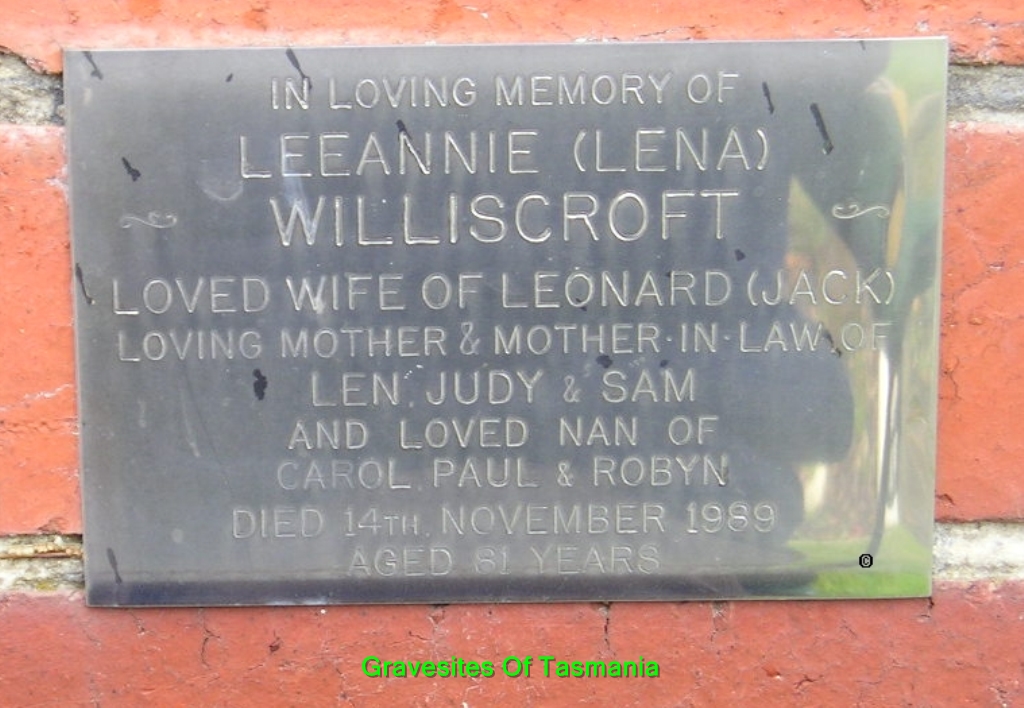 IN LOVING MEMORY OF
LEEANNIE (LENA)
WILLISCROFT
LOVED WIFE OF LEONARD (JACK)
LOVING MOTHER & MOTHER·IN·LAW OF
LEN, JUDY & SAM
AND LOVED NAN OF
CAROL, PAUL & ROBYN
DIED 14TH, NOVEMBER 1989
AGED 81 YEARS
©
Gravesites Of Tasmania